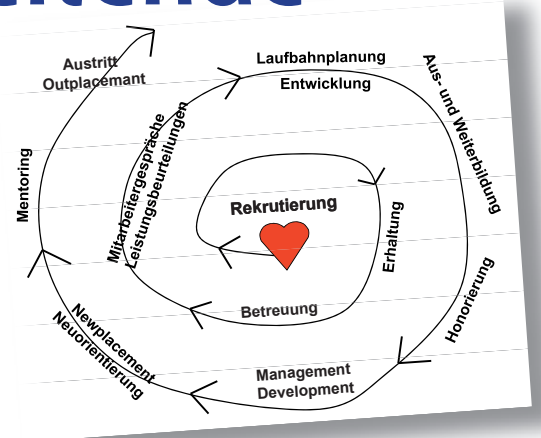 Austritt
Outplacemant
Laufbahnplanung
Entwicklung
Aus- und Weiterbildung
Mentoring
Mitarbeitergespräche
Leistungsbeurteilungen
Rekrutierung
Erhaltung
Betreuung
Honorierung
Newplacement
Neuorientierung
Management
Development